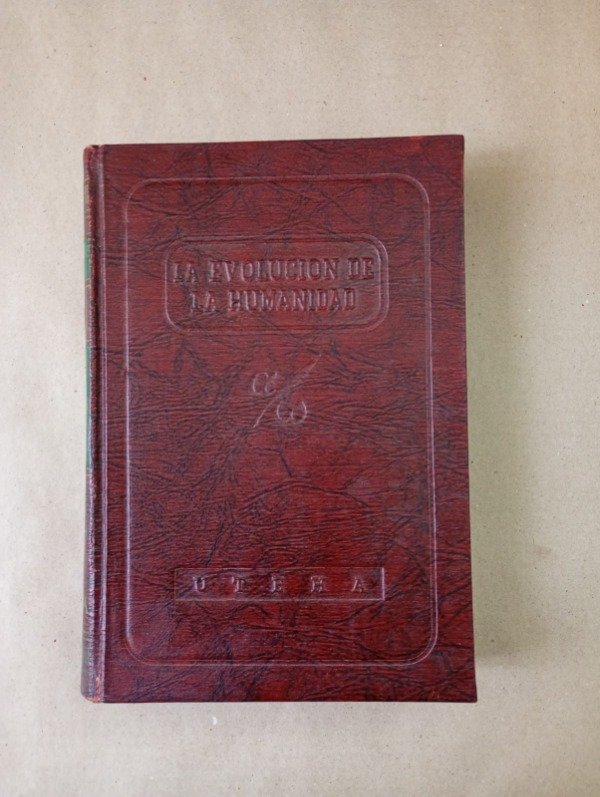 LA EVOLUCION DE
LA HUMANIDAD
α/ω
UTEHA